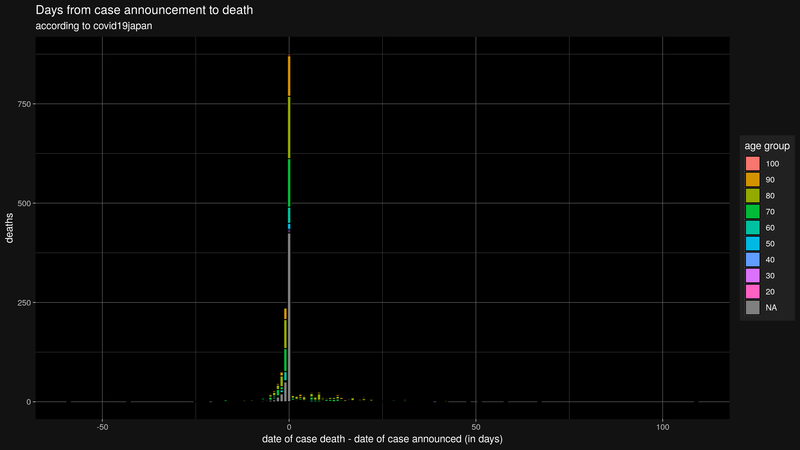 Days from case announcement to death
according to covid19japan
deaths
750
500
250
0
-50
0
50
100
date of case death - date of case announced (in days)
age group
100
90
80
70
60
50
40
30
20
NA